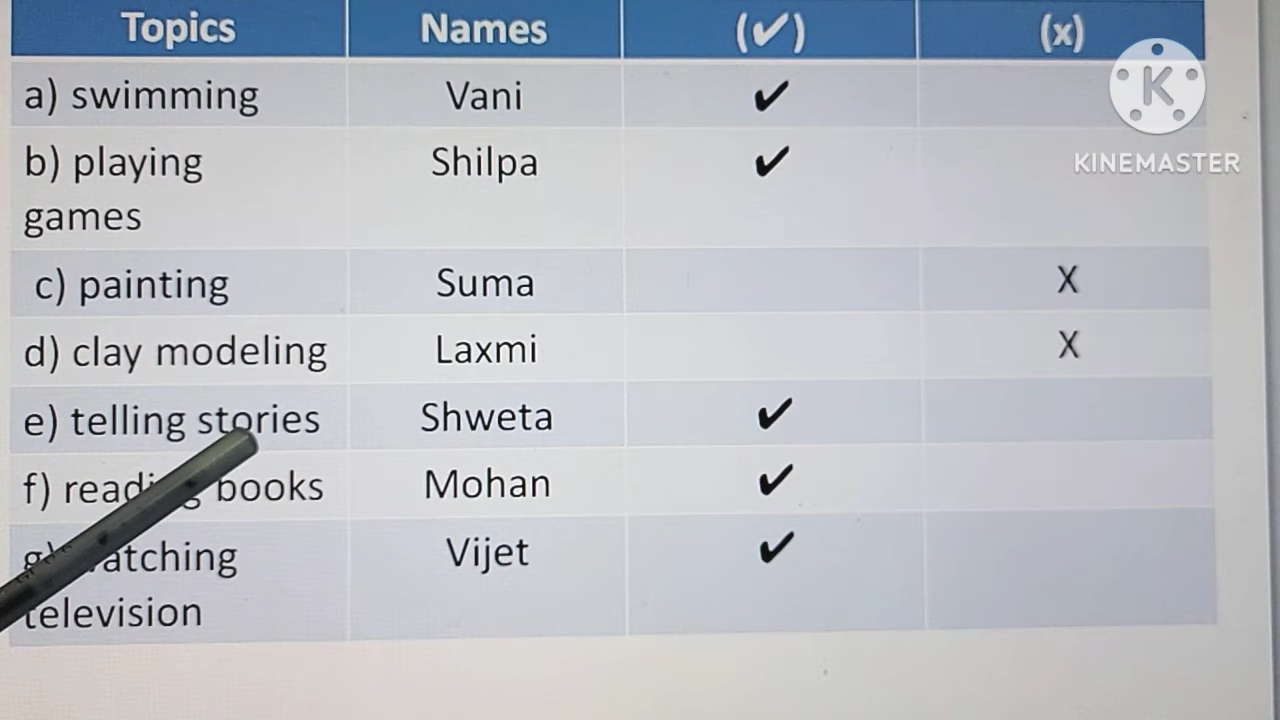 Topics Names (✔) (x)
a) swimming Vani ✔
b) playing Shilpa ✔
games
c) painting Suma X
d) clay modeling Laxmi X
e) telling stories Shweta ✔
f) books Mohan ✔
Vijet ✔
television
K
KINEMASTER